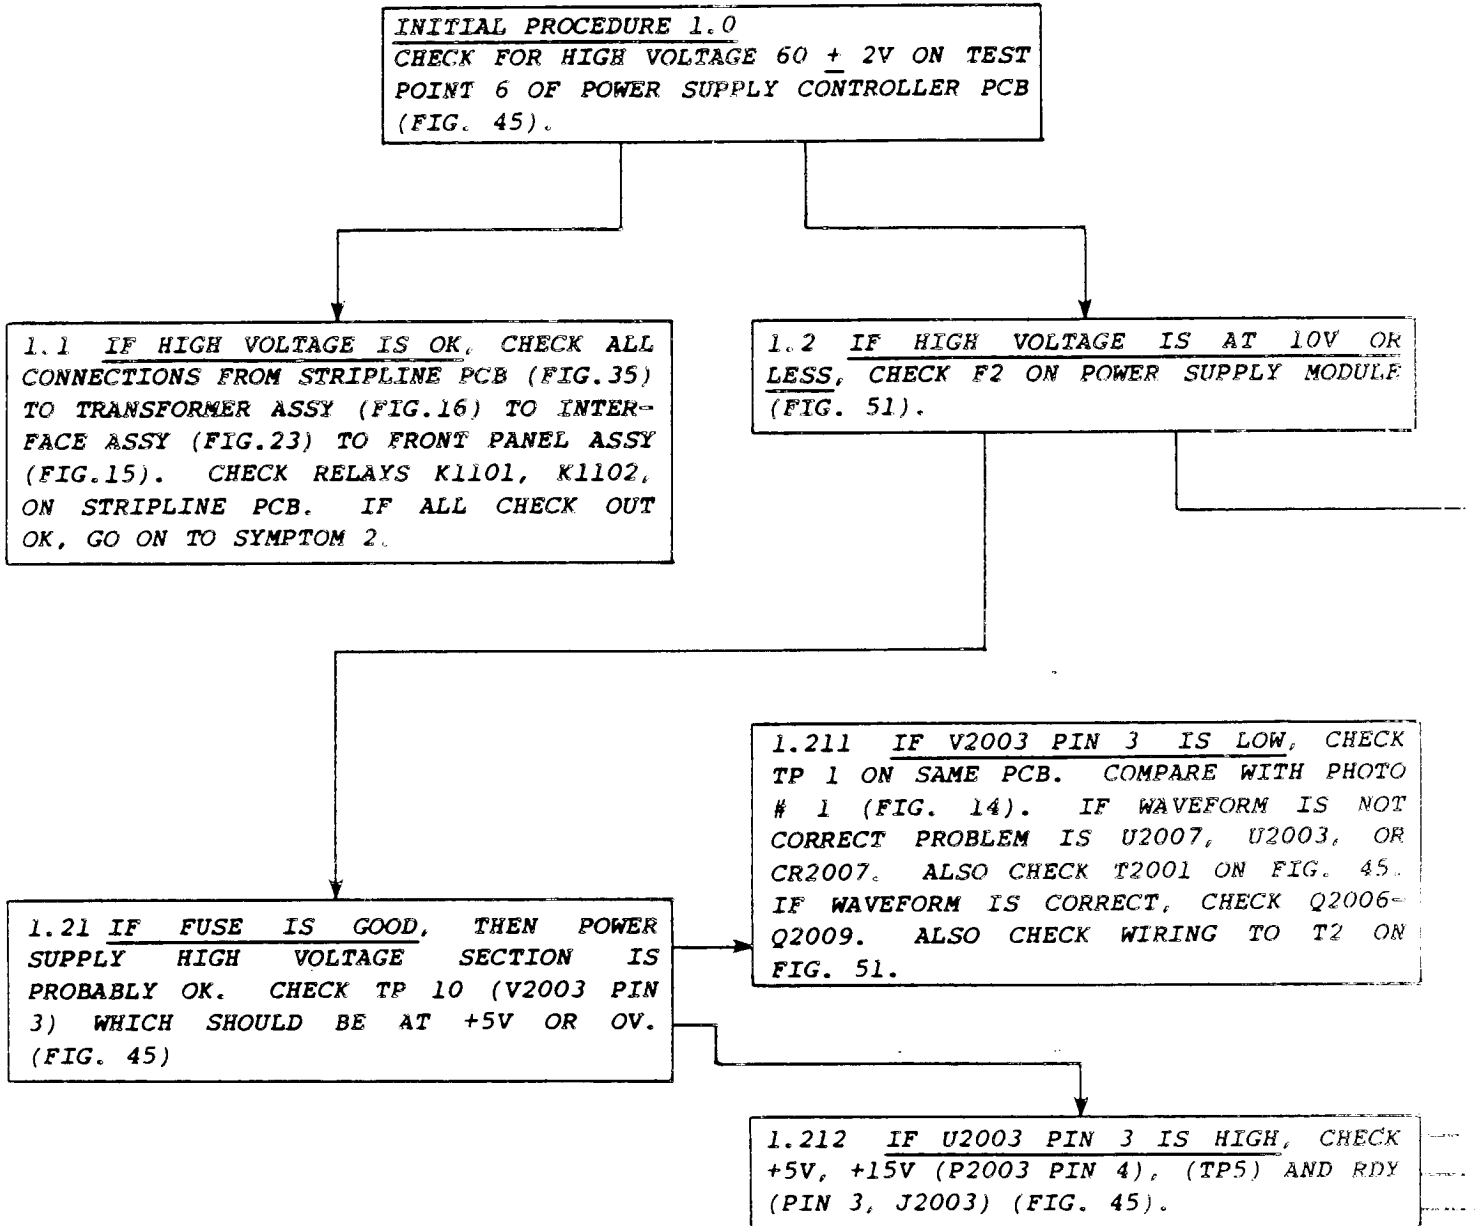 INITIAL PROCEDURE 1.0
CHECK FOR HIGH VOLTAGE 60 ± 2V ON TEST
POINT 6 OF POWER SUPPLY CONTROLLER PCB
(FIG. 45).
1.1 IF HIGH VOLTAGE IS OK, CHECK ALL
CONNECTIONS FROM STRIPLINE PCB (FIG.35)
TO TRANSFORMER ASSY (FIG.16) TO INTER-
FACE ASSY (FIG.23) TO FRONT PANEL ASSY
(FIG.15). CHECK RELAYS K1101, K1102,
ON STRIPLINE PCB. IF ALL CHECK OUT
OK, GO ON TO SYMPTOM 2.
1.2 IF HIGH VOLTAGE IS AT 10V OR
LESS, CHECK F2 ON POWER SUPPLY MODULE
(FIG. 51).
1.211 IF V2003 PIN 3 IS LOW, CHECK
TP 1 ON SAME PCB. COMPARE WITH PHOTO
# 1 (FIG. 14). IF WAVEFORM IS NOT
CORRECT PROBLEM IS U2007, U2003, OR
CR2007. ALSO CHECK T2001 ON FIG. 45.
IF WAVEFORM IS CORRECT, CHECK Q2006-
Q2009. ALSO CHECK WIRING TO T2 ON
FIG. 51.
1.21 IF FUSE IS GOOD, THEN POWER
SUPPLY HIGH VOLTAGE SECTION IS
PROBABLY OK. CHECK TP 10 (V2003 PIN
3) WHICH SHOULD BE AT +5V OR OV.
(FIG. 45)
1.212 IF U2003 PIN 3 IS HIGH, CHECK
+5V, +15V (P2003 PIN 4), (TP5) AND RDY
(PIN 3, J2003) (FIG. 45).